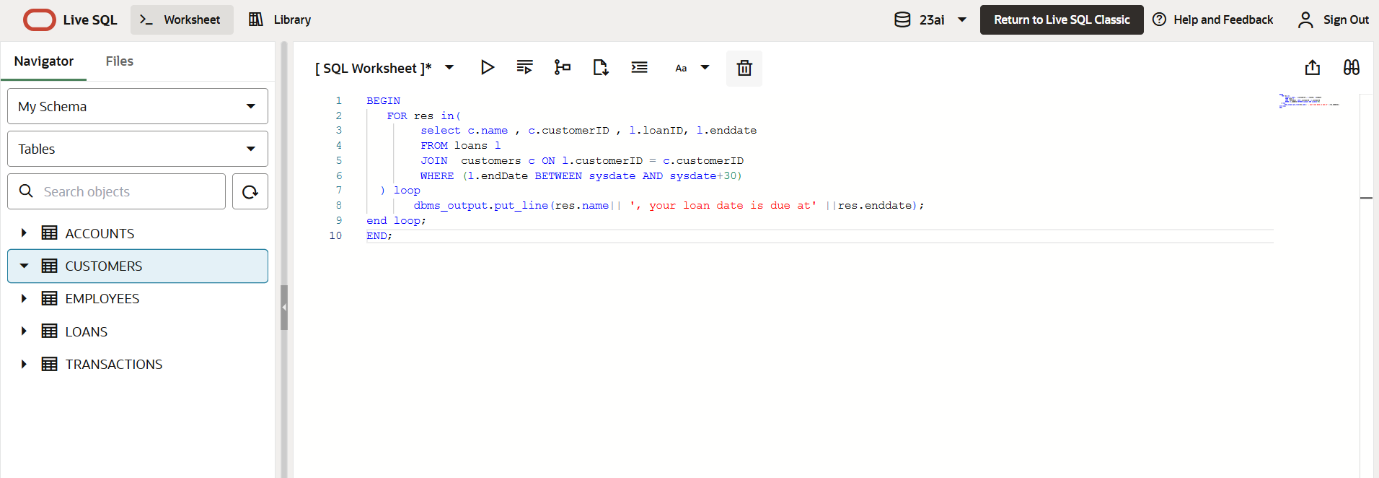 Live SQL
Worksheet
Library
23ai
Return to Live SQL Classic
Help and Feedback
Sign Out
Navigator
Files
My Schema
Tables
Search objects
ACCOUNTS
CUSTOMERS
EMPLOYEES
LOANS
TRANSACTIONS
[ SQL Worksheet ]*
Aa
1 BEGIN
2 FOR res in(
3 select c.name , c.customerID , l.loanID, l.enddate
4 FROM loans l
5 JOIN  customers c ON l.customerID = c.customerID
6 WHERE (l.endDate BETWEEN sysdate AND sysdate+30)
7 ) loop
8 dbms_output.put_line(res.name|| ', your loan date is due at' ||res.enddate);
9 end loop;
10 END;